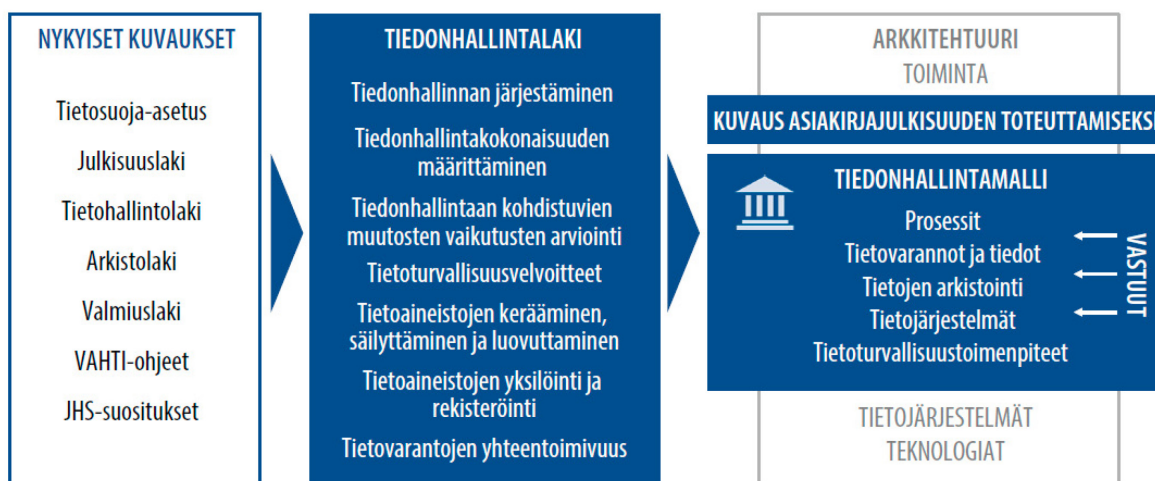 NYKYISET KUVAUKSET
Tietosuoja-asetus
Julkisuuslaki
Tietohallintolaki
Arkistolaki
Valmiuslaki
VAHTI-ohjeet
JHS-suositukset
TIEDONHALLINTALAKI
Tiedonhallinnan järjestäminen
Tiedonhallintakokonaisuuden
määrittäminen
Tiedonhallintaan kohdistuvien
muutosten vaikutusten arviointi
Tietoturvallisuusvelvoitteet
Tietoaineistojen kerääminen,
säilyttäminen ja luovuttaminen
Tietoaineistojen yksilöinti ja
rekisteröinti
Tietovarantojen yhteentoimivuus
ARKKITEHTUURI
TOIMINTA
KUVAUS ASIAKIRJAJULKISUUDEN TOTEUTTAMISEKSI
TIEDONHALLINTAMALLI
Prosessit
Tietovarannot ja tiedot
Tietojen arkistointi
Tietojärjestelmät
Tietoturvallisuustoimenpiteet
VASTUUT
TIETOJÄRJESTELMÄT
TEKNOLOGIAT